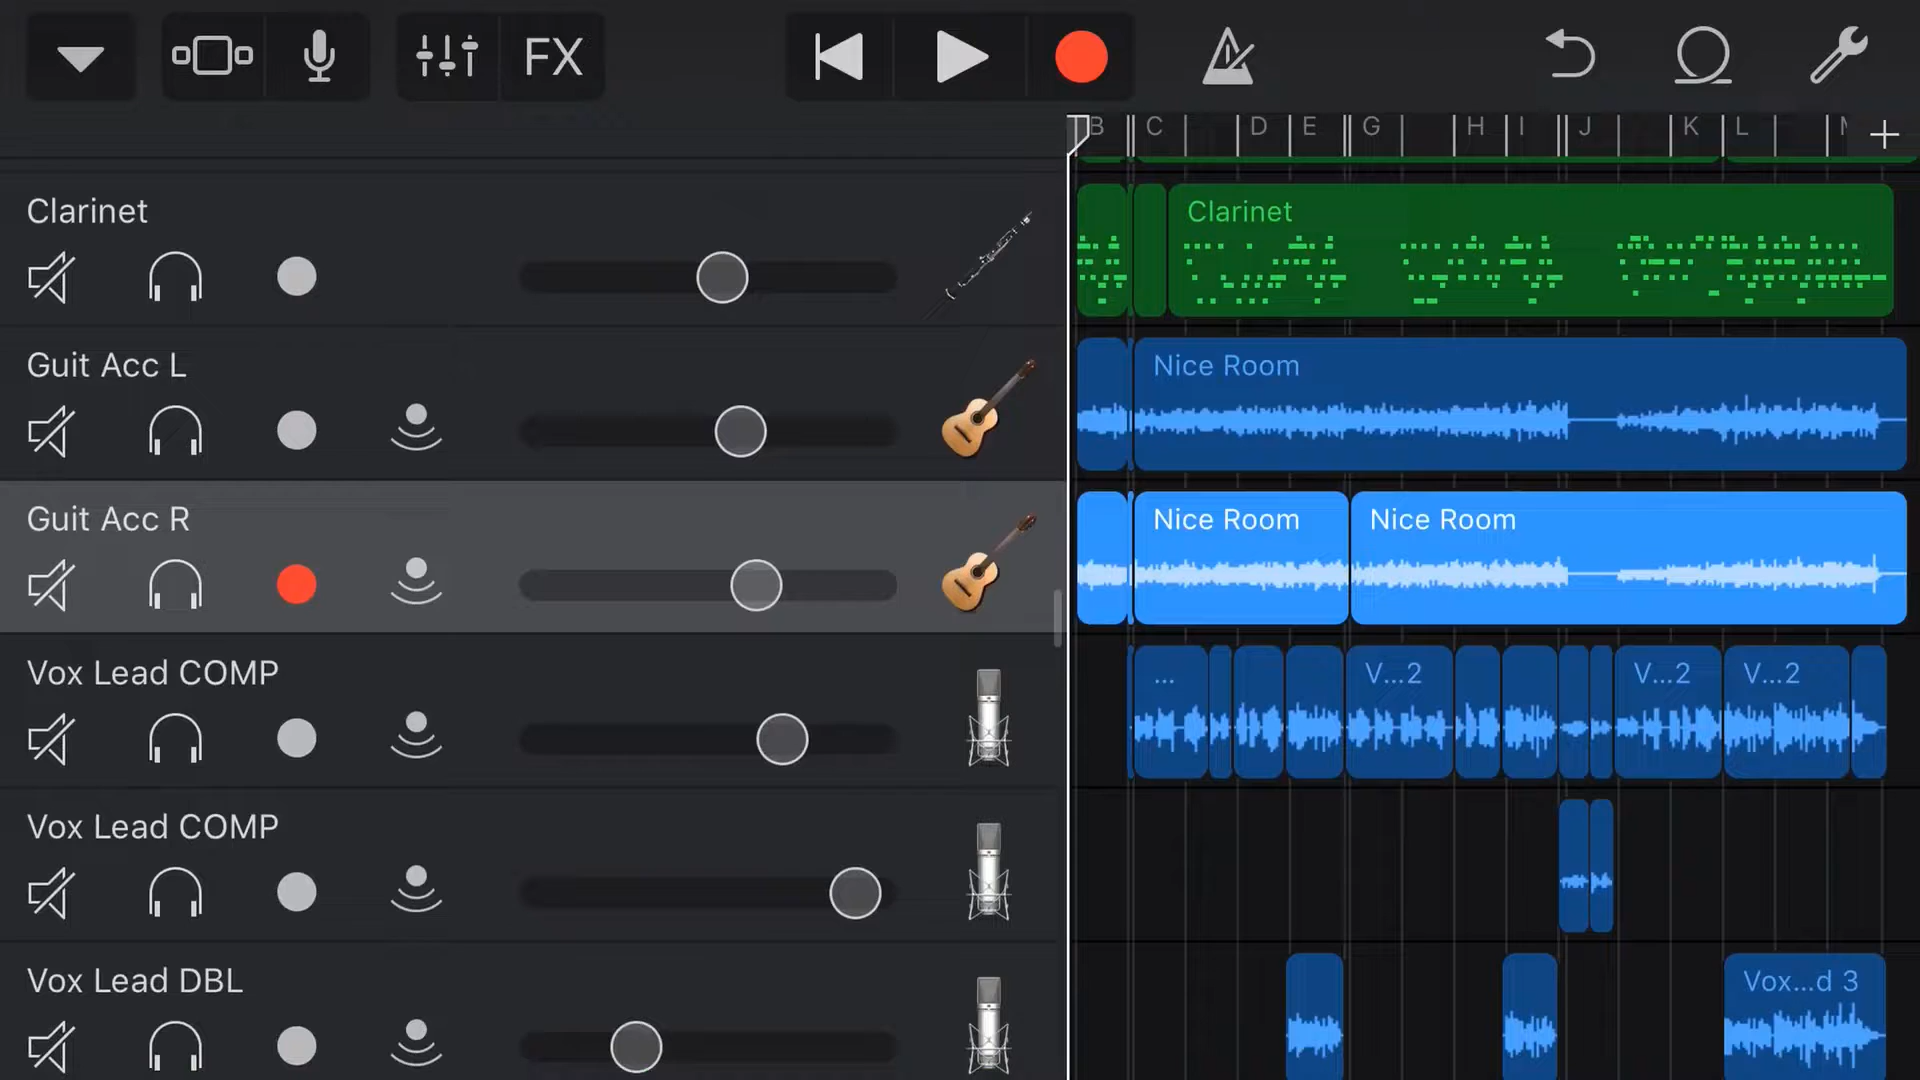 FX
B C D E G H I J K L
Clarinet
Clarinet
Guit Acc L
Nice Room
Guit Acc R
Nice Room
Nice Room
Vox Lead COMP
...
V...2
V...2
V...2
Vox Lead COMP
Vox Lead DBL
Vox...d 3